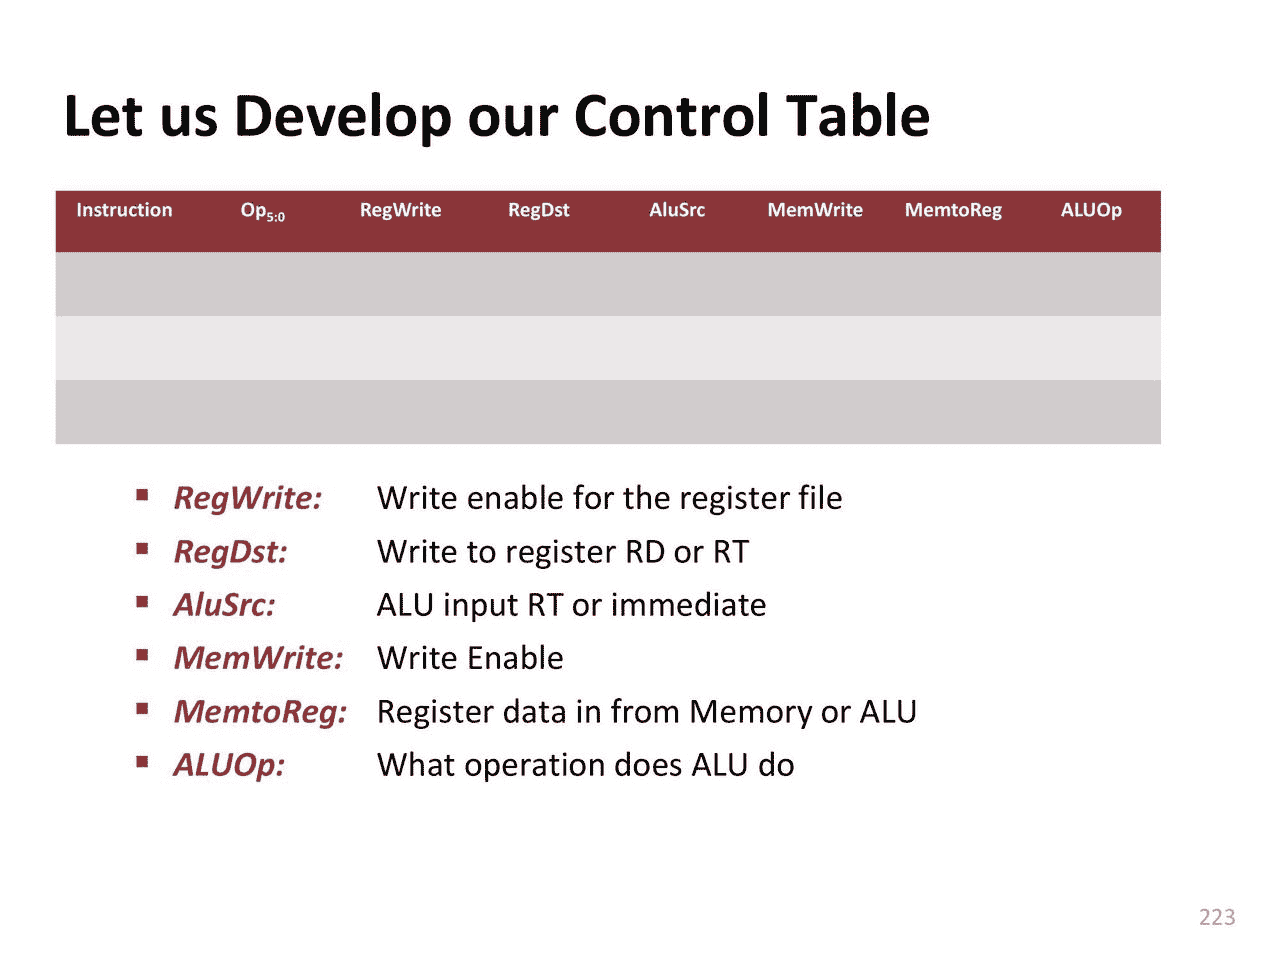 Let us Develop our Control Table
Instruction Op5:0 RegWrite RegDst AluSrc MemWrite MemtoReg ALUOp
▪ RegWrite: Write enable for the register file
▪ RegDst: Write to register RD or RT
▪ AluSrc: ALU input RT or immediate
▪ MemWrite: Write Enable
▪ MemtoReg: Register data in from Memory or ALU
▪ ALUOp: What operation does ALU do
223